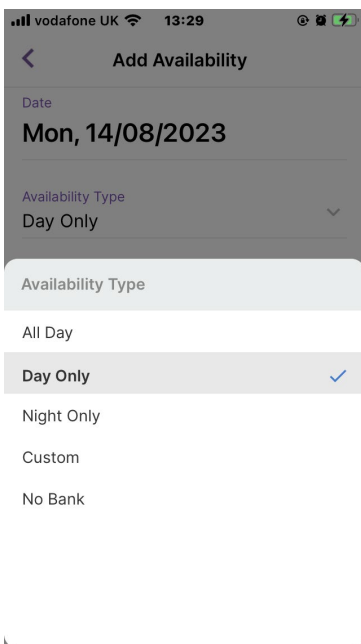 vodafone UK 13:29
Add Availability
Date
Mon, 14/08/2023
Availability Type
Day Only
Availability Type
All Day
Day Only
Night Only
Custom
No Bank